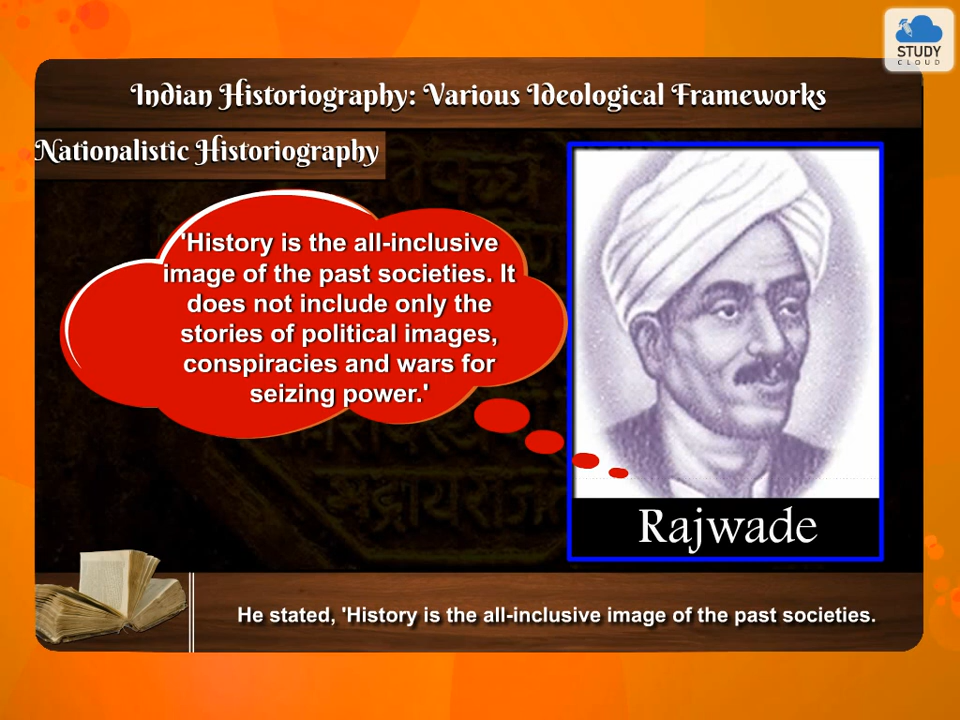 STUDY
CLOUD
Indian Historiography: Various Ideological Frameworks
Nationalistic Historiography
'History is the all-inclusive
image of the past societies. It
does not include only the
stories of political images,
conspiracies and wars for
seizing power.'
Rajwade
He stated, 'History is the all-inclusive image of the past societies.